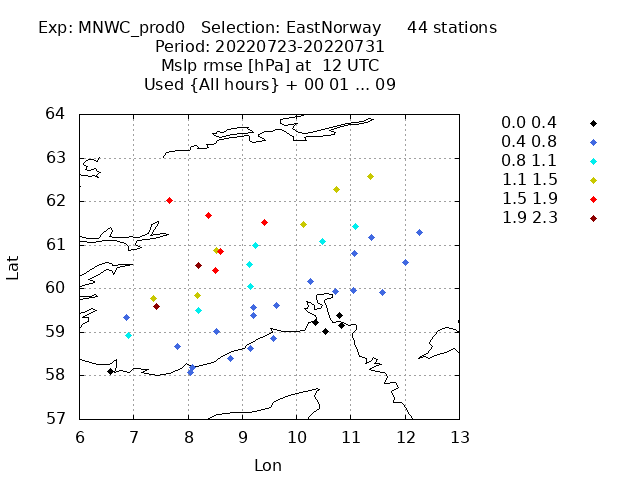 Exp: MNWC_prod0   Selection: EastNorway     44 stations
Period: 20220723-20220731
Mslp rmse [hPa] at  12 UTC
Used {All hours} + 00 01 ... 09
64
63
62
61
60
59
58
57
Lat
6 7 8 9 10 11 12 13
Lon
0.0 0.4
0.4 0.8
0.8 1.1
1.1 1.5
1.5 1.9
1.9 2.3